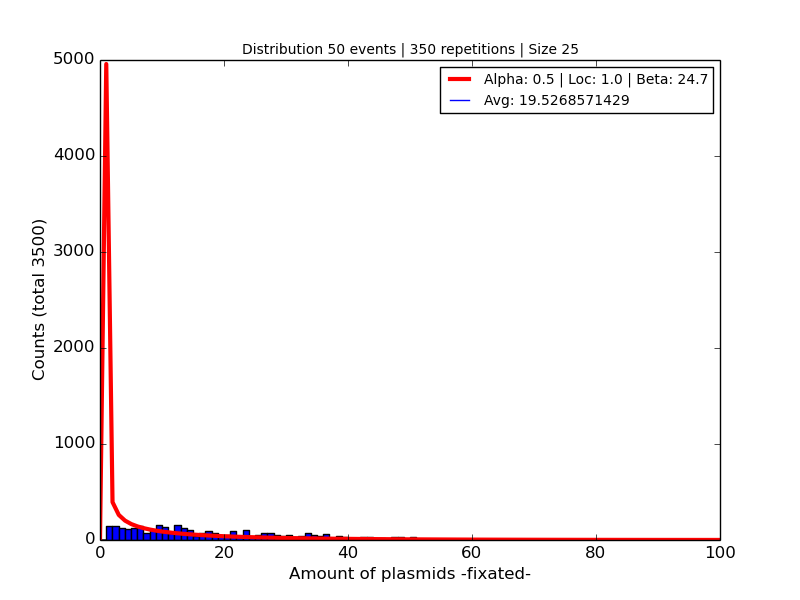 Distribution 50 events | 350 repetitions | Size 25
Alpha: 0.5 | Loc: 1.0 | Beta: 24.7
Avg: 19.5268571429
5000
4000
3000
2000
1000
0
Counts (total 3500)
0 20 40 60 80 100
Amount of plasmids -fixated-